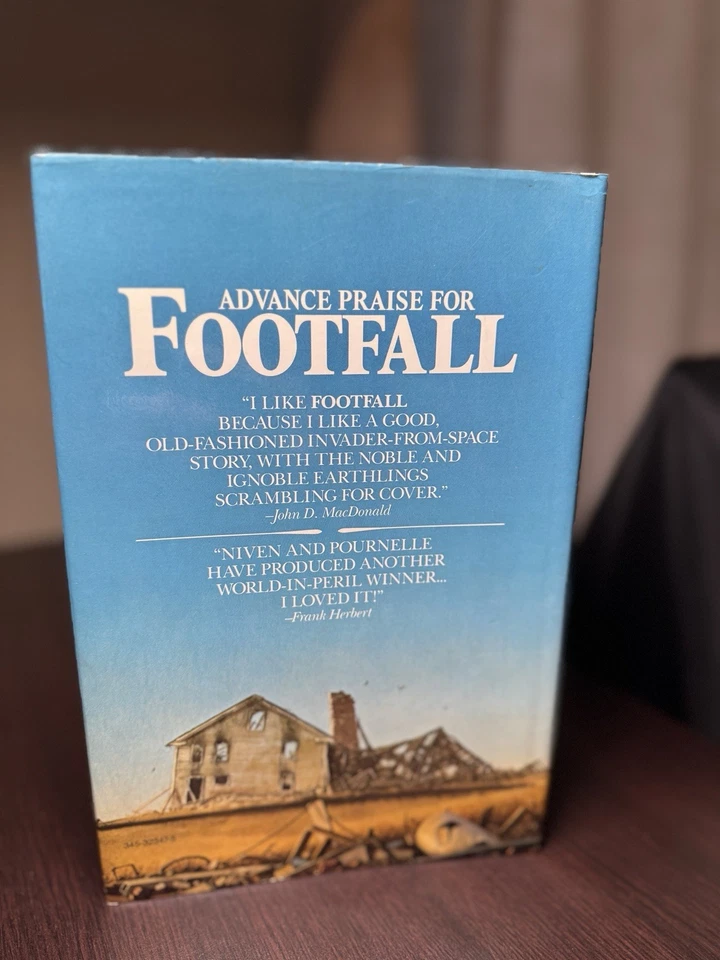 ADVANCE PRAISE FOR
FOOTFALL
“I LIKE FOOTFALL
BECAUSE I LIKE A GOOD,
OLD-FASHIONED INVADER-FROM-SPACE
STORY, WITH THE NOBLE AND
IGNOBLE EARTHLINGS
SCRAMBLING FOR COVER.”
–John D. MacDonald
“NIVEN AND POURNELLE
HAVE PRODUCED ANOTHER
WORLD-IN-PERIL WINNER...
I LOVED IT!”
–Frank Herbert